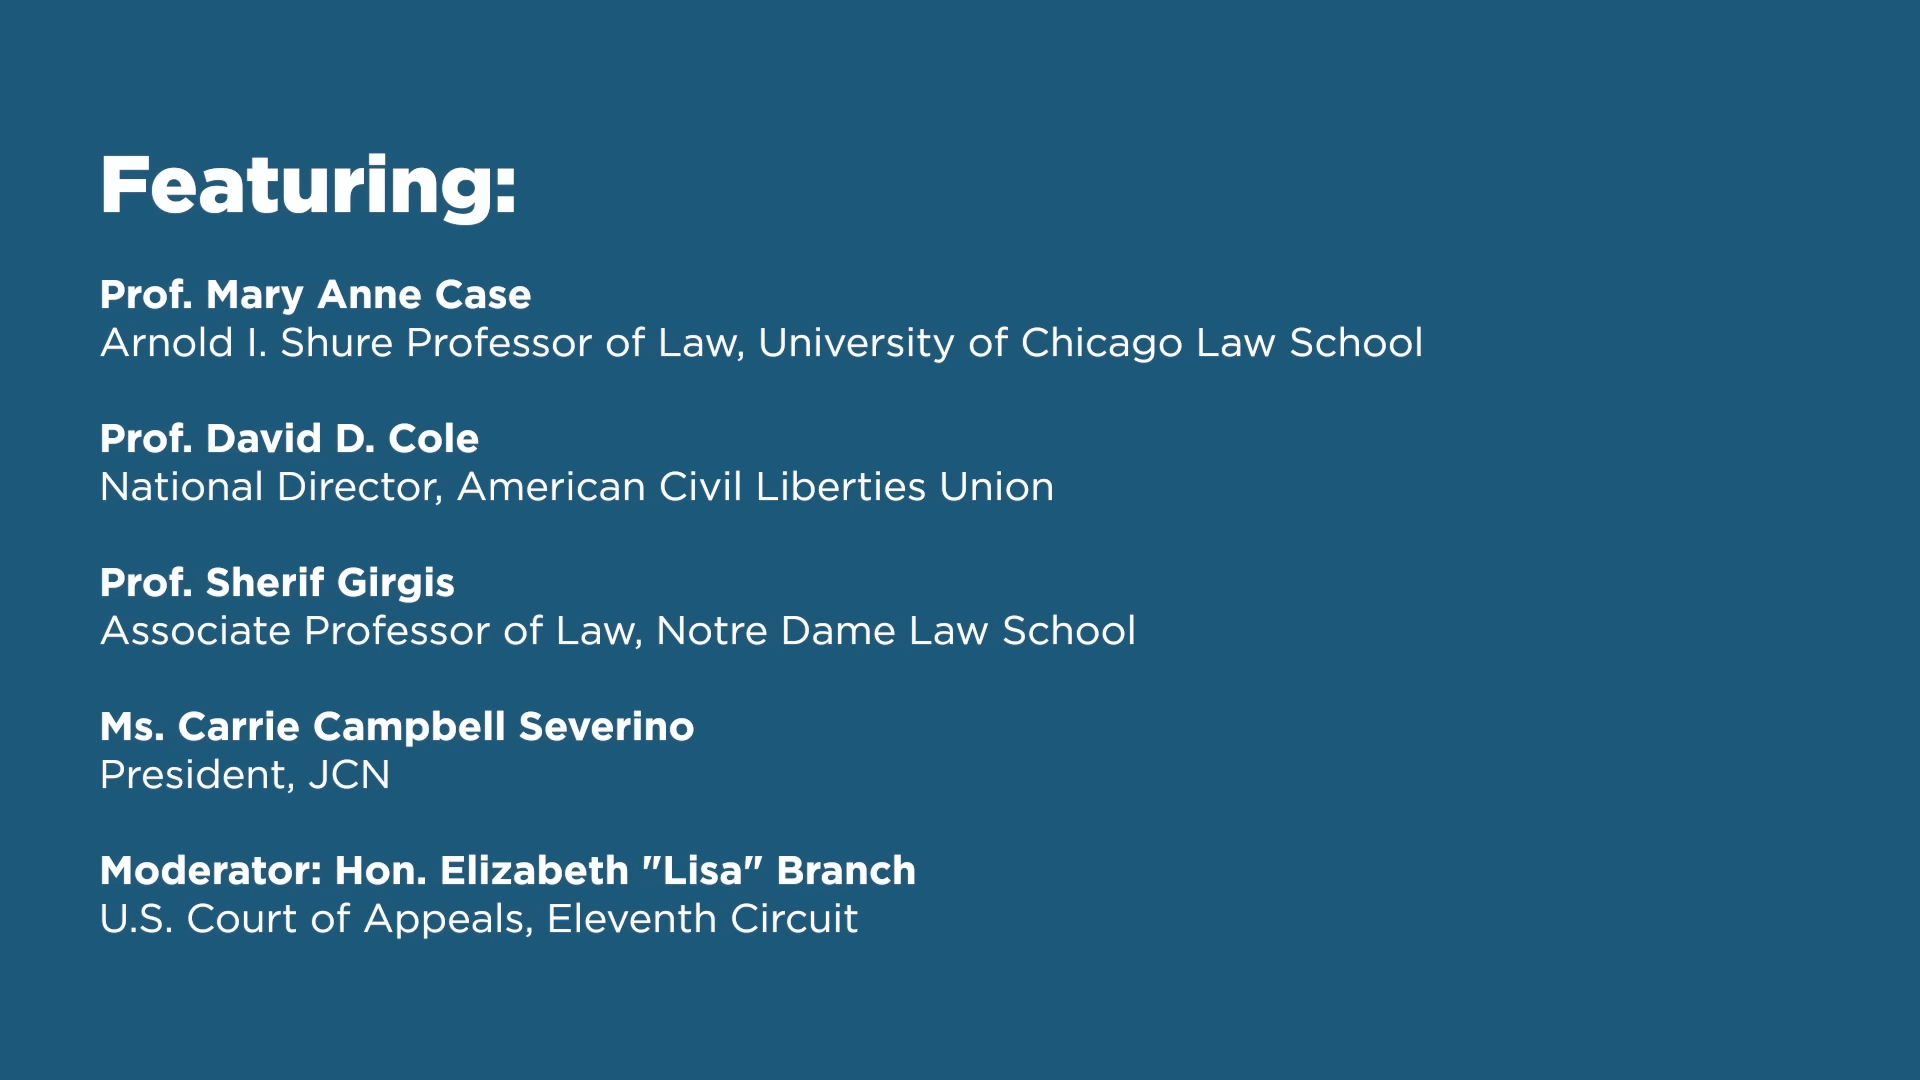 Featuring:
Prof. Mary Anne Case
Arnold I. Shure Professor of Law, University of Chicago Law School
Prof. David D. Cole
National Director, American Civil Liberties Union
Prof. Sherif Girgis
Associate Professor of Law, Notre Dame Law School
Ms. Carrie Campbell Severino
President, JCN
Moderator: Hon. Elizabeth "Lisa" Branch
U.S. Court of Appeals, Eleventh Circuit